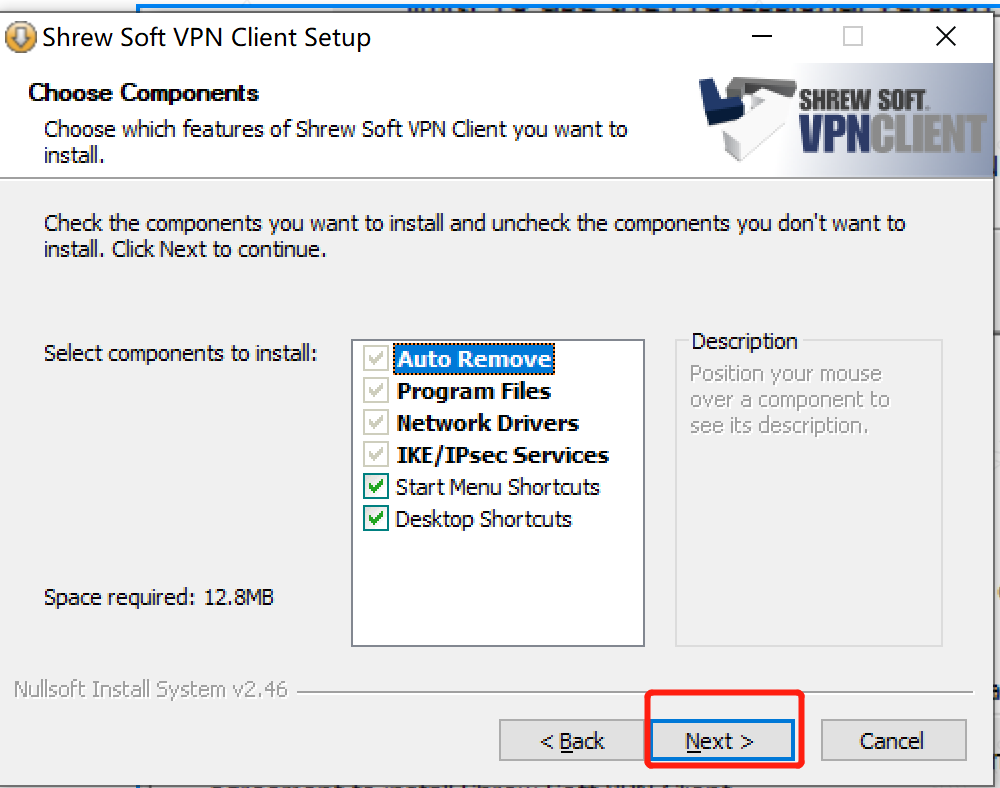 Shrew Soft VPN Client Setup
Choose Components
Choose which features of Shrew Soft VPN Client you want to
install.
SHREW SOFT
VPNCLIENT
Check the components you want to install and uncheck the components you don't want to
install. Click Next to continue.
Select components to install:
Auto Remove
Program Files
Network Drivers
IKE/IPsec Services
Start Menu Shortcuts
Desktop Shortcuts
Description
Position your mouse
over a component to
see its description.
Space required: 12.8MB
Nullsoft Install System v2.46
< Back
Next >
Cancel